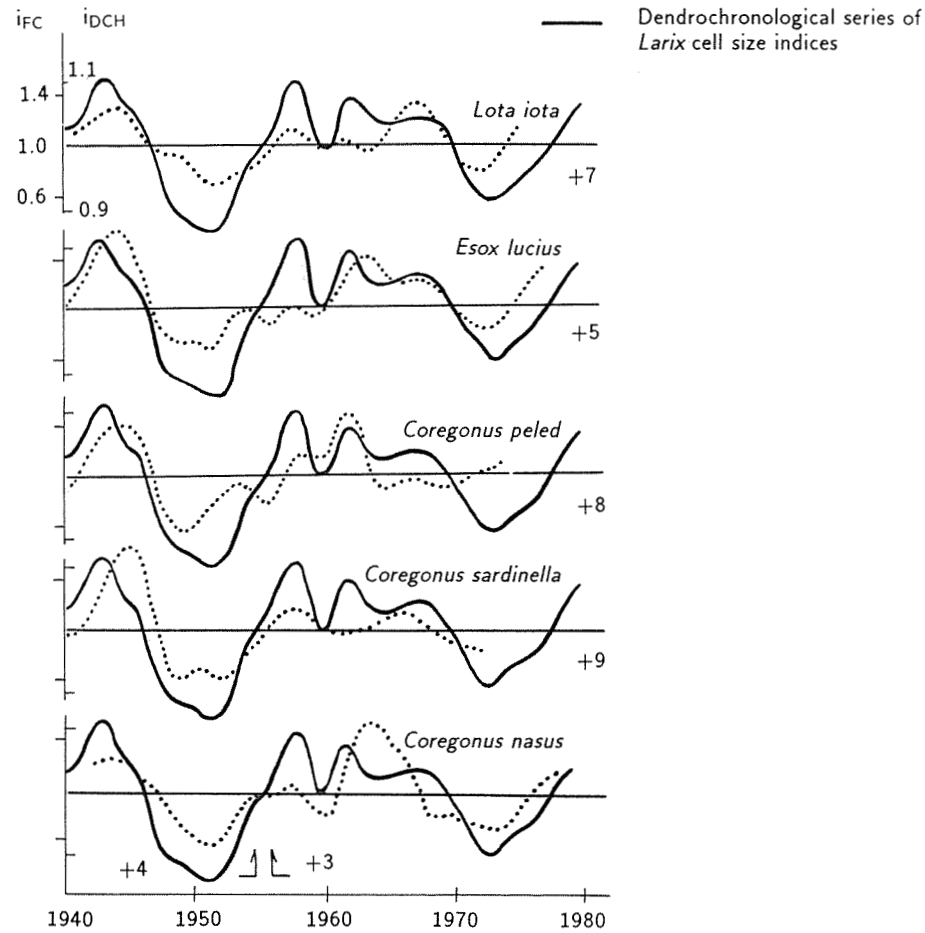 iFC iDCH
Dendrochronological series of
Larix cell size indices
1.1
1.4
Lota iota
1.0
+7
0.6
0.9
Esox lucius
+5
Coregonus peled
+8
Coregonus sardinella
+9
Coregonus nasus
+4 +3
1940 1950 1960 1970 1980